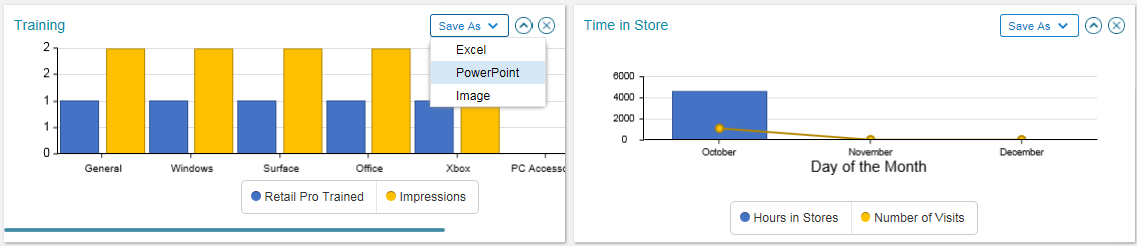 Training
Save As
Excel
PowerPoint
Image
2
2
1
1
0
General Windows Surface Office Xbox PC Accesso
Retail Pro Trained Impressions
Time in Store
Save As
6000
4000
2000
0
October November December
Day of the Month
Hours in Stores Number of Visits